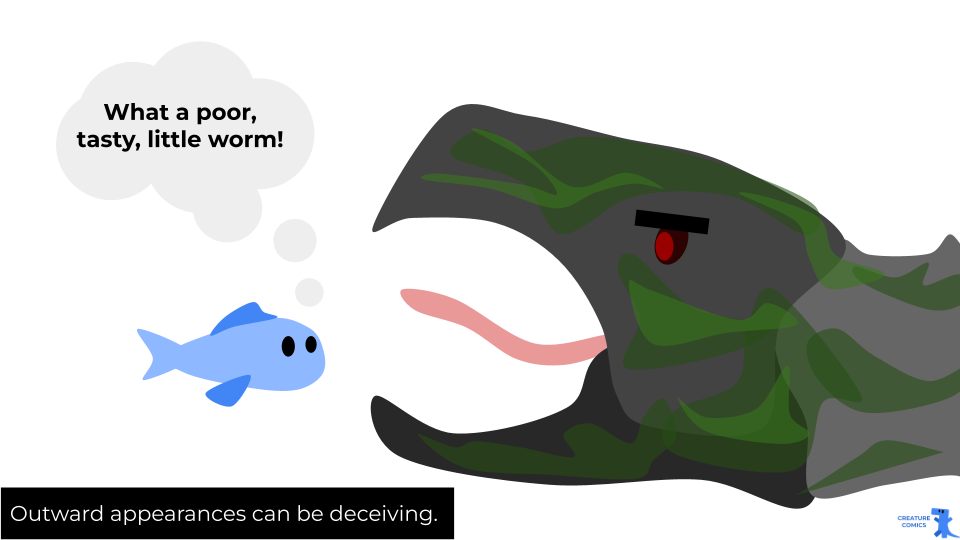 What a poor,
tasty, little worm!
Outward appearances can be deceiving.
CREATURE
COMICS